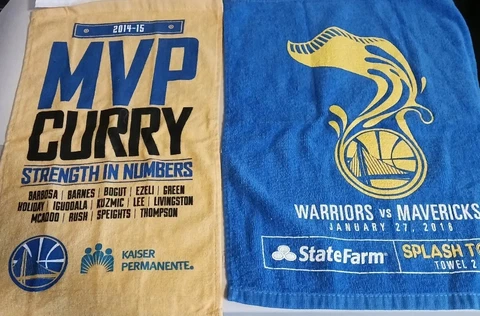 2014-15
MVP
CURRY
STRENGTH IN NUMBERS
BARBOSA | BARNES | BOGUT | EZELI | GREEN
HOLIDAY | IGUODALA | KUZMIC | LEE | LIVINGSTON
MCADOO | RUSH | SPEIGHTS | THOMPSON
KAISER
PERMANENTE®
WARRIORS VS MAVERICKS
JANUARY 27, 2016
StateFarm®
SPLASH TO
TOWEL 2